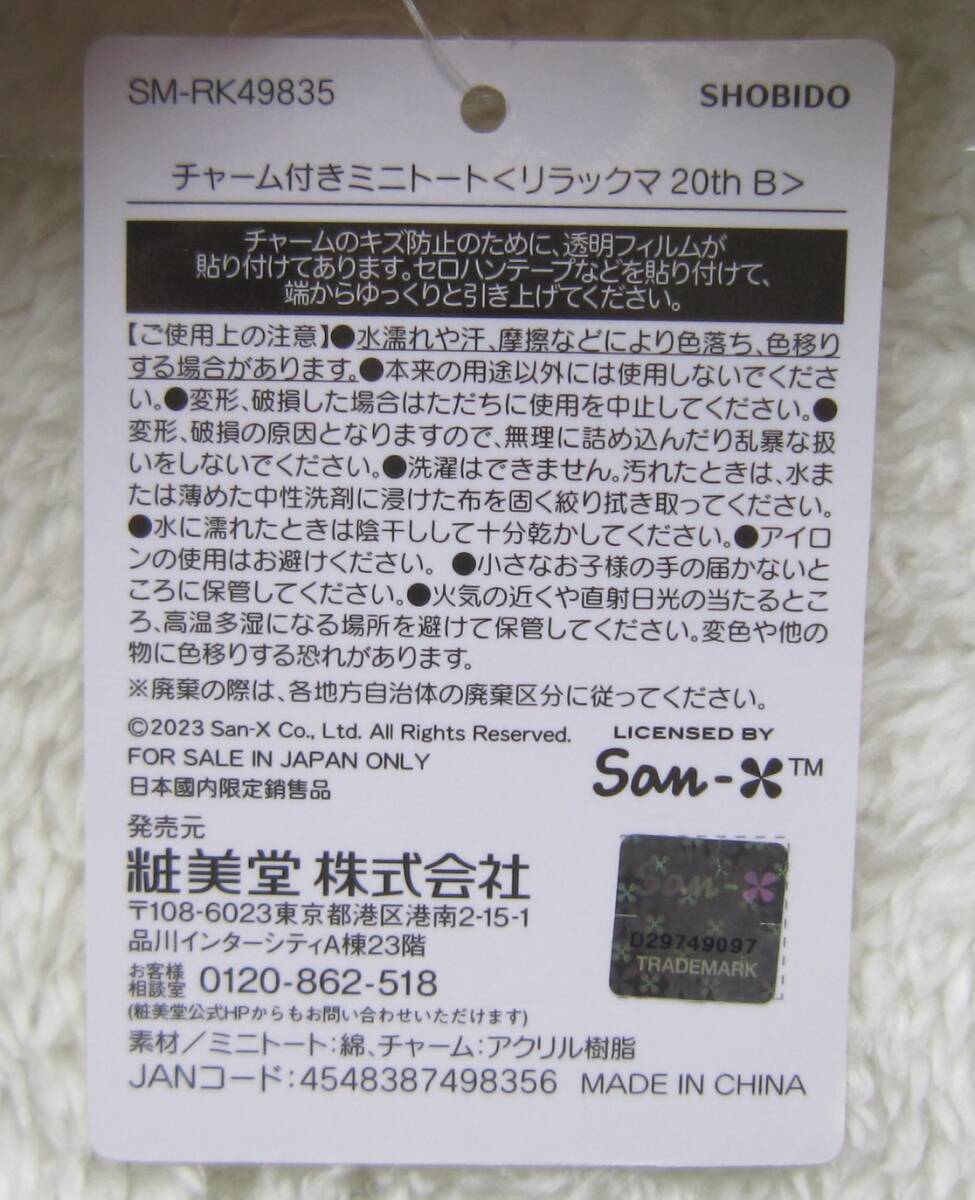 SM-RK49835
SHOBIDO
チャーム付きミニトート<リラックマ 20th B>
チャームのキズ防止のために、透明フィルムが
貼り付けてあります。セロハンテープなどを貼り付けて、
端からゆっくりと引き上げてください。
【ご使用上の注意】●水濡れや汗、摩擦などにより色落ち、色移り
する場合があります。●本来の用途以外には使用しないでくださ
い。●変形、破損した場合はただちに使用を中止してください。●
変形、破損の原因となりますので、無理に詰め込んだり乱暴な扱
いをしないでください。●洗濯はできません。汚れたときは、水ま
たは薄めた中性洗剤に浸けた布を固く絞り拭き取ってください。
●水に濡れたときは陰干しして十分乾かしてください。●アイロ
ンの使用はお避けください。●小さなお子様の手の届かないと
ころに保管してください。●火気の近くや直射日光の当たるとこ
ろ、高温多湿になる場所を避けて保管してください。変色や他の
物に色移りする恐れがあります。
※廃棄の際は、各地方自治体の廃棄区分に従ってください。
©2023 San-X Co., Ltd. All Rights Reserved.
FOR SALE IN JAPAN ONLY
日本國内限定銷售品
LICENSED BY
San-X™
発売元
粧美堂 株式会社
〒108-6023東京都港区港南2-15-1
品川インターシティA棟23階
お客様
相談室 0120-862-518
(粧美堂公式HPからもお問い合わせいただけます)
San-X
D29749097
TRADEMARK
素材/ミニトート:綿、チャーム:アクリル樹脂
JANコード:4548387498356 MADE IN CHINA